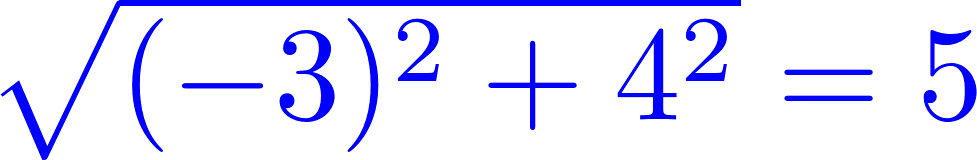 √((−3)² + 4²) = 5